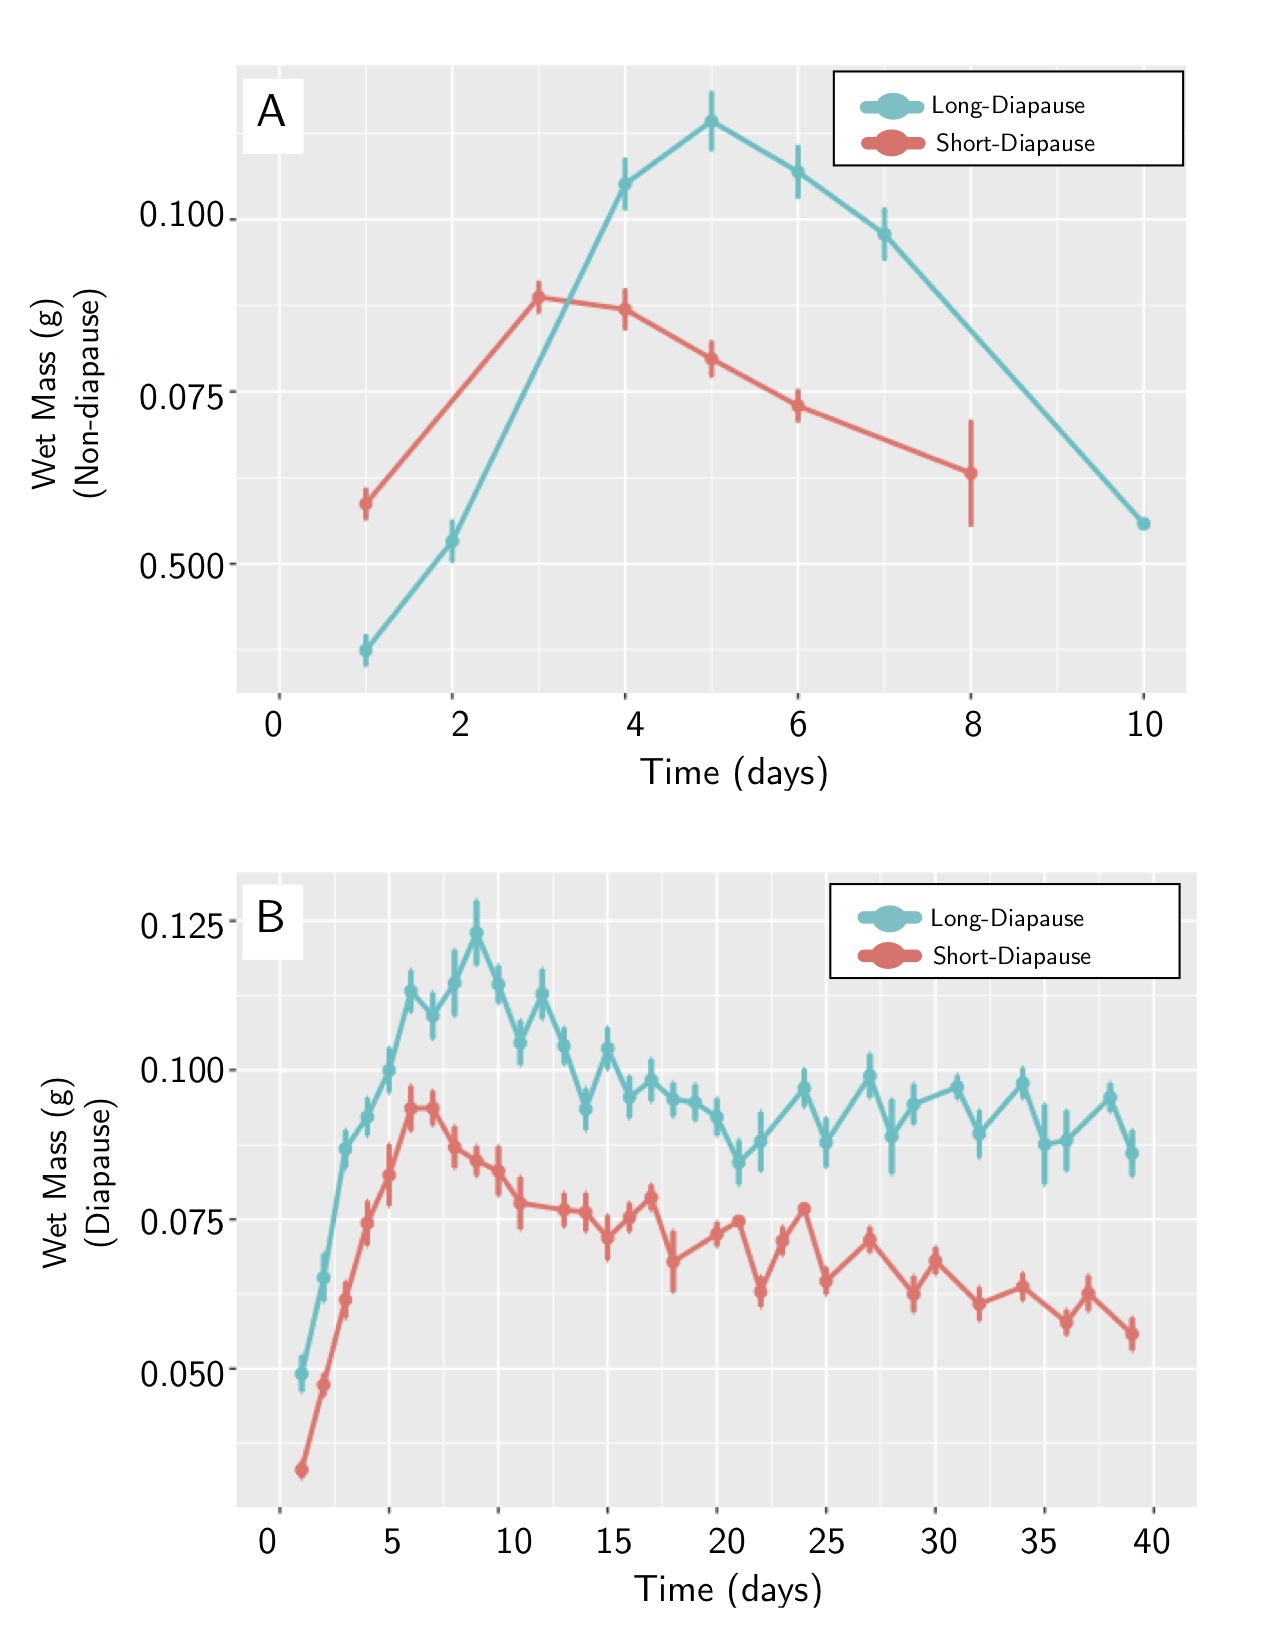 A
Long-Diapause
Short-Diapause
0.100
0.075
0.500
Wet Mass (g)
(Non-diapause)
0 2 4 6 8 10
Time (days)
B
Long-Diapause
Short-Diapause
0.125
0.100
0.075
0.050
Wet Mass (g)
(Diapause)
0 5 10 15 20 25 30 35 40
Time (days)